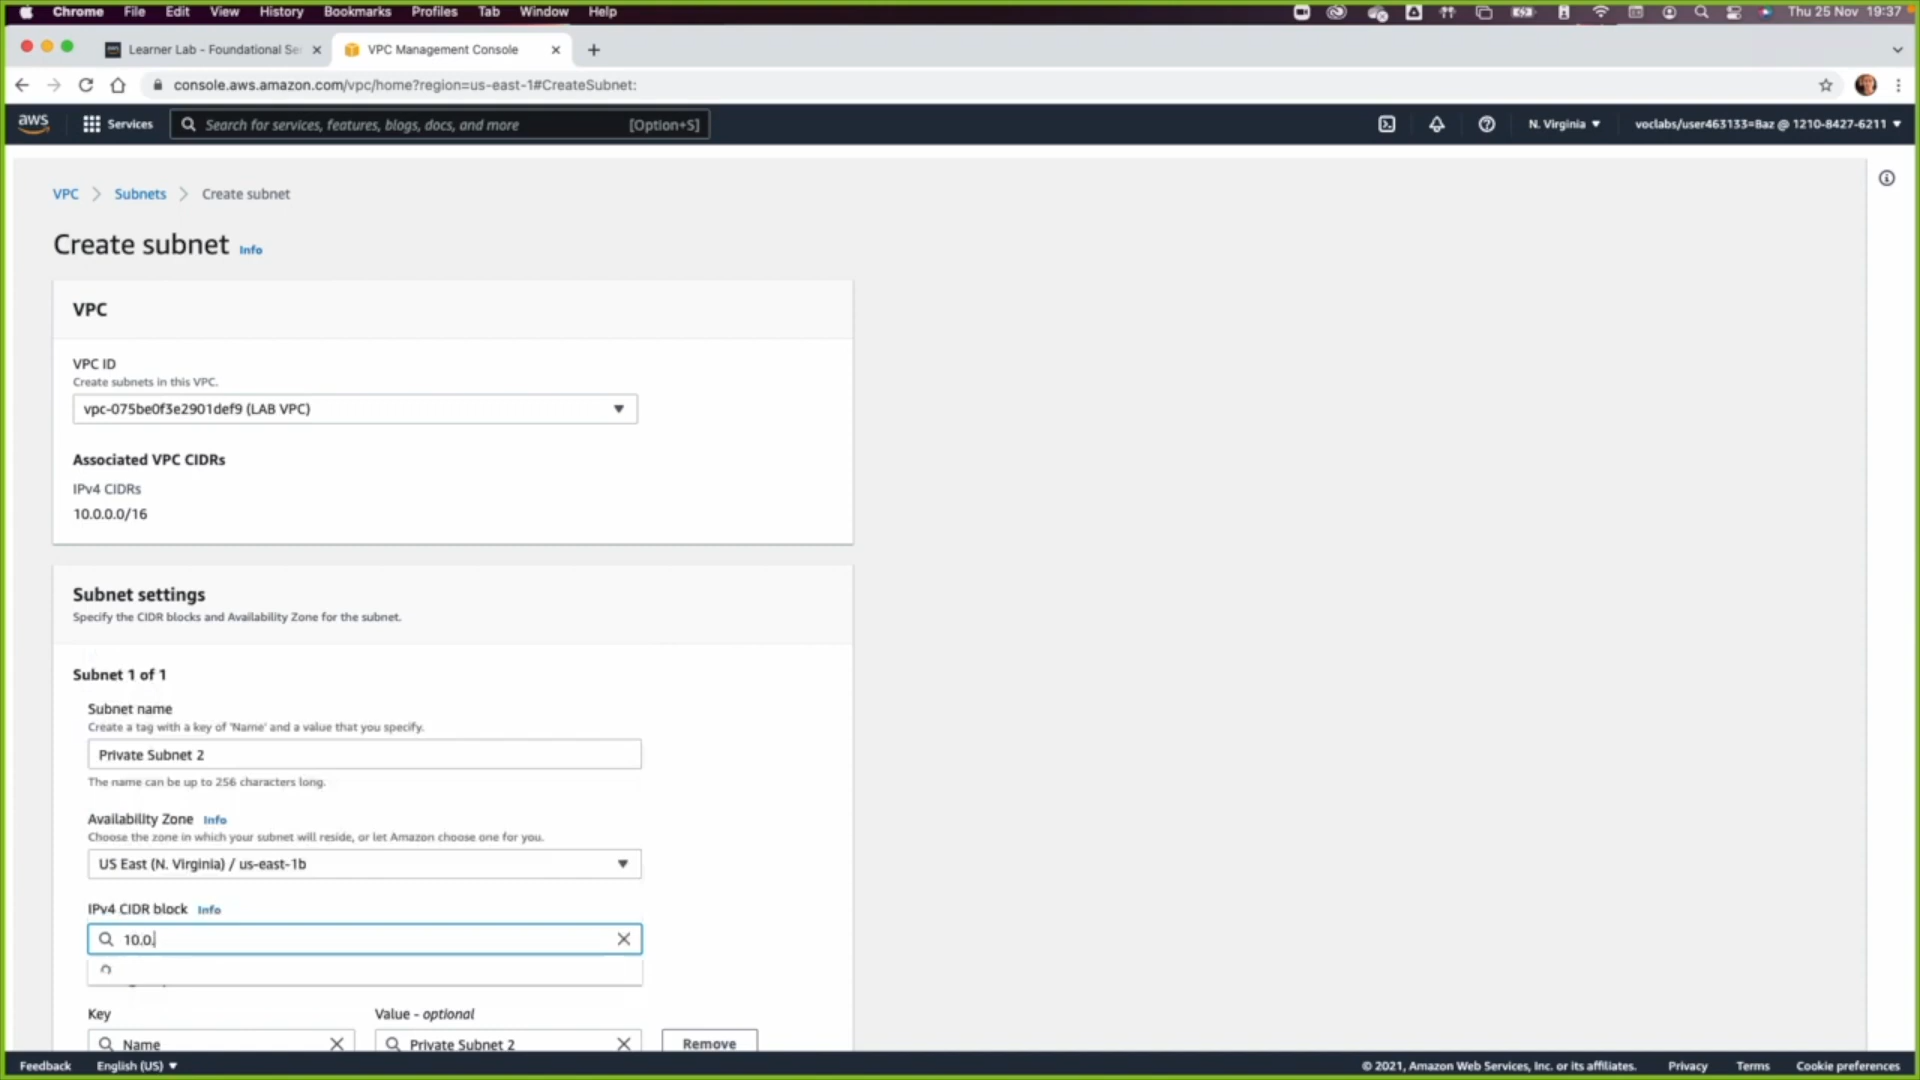 Chrome File Edit View History Bookmarks Profiles Tab Window Help Thu 25 Nov 19:37
Learner Lab - Foundational Se
VPC Management Console
console.aws.amazon.com/vpc/home?region=us-east-1#CreateSubnet:
aws Services Search for services, features, blogs, docs, and more [Option+S] N. Virginia voclabs/user463133=Baz @ 1210-8427-6211
VPC Subnets Create subnet
Create subnet Info
VPC
VPC ID
Create subnets in this VPC.
vpc-075be0f3e2901def9 (LAB VPC)
Associated VPC CIDRs
IPv4 CIDRs
10.0.0.0/16
Subnet settings
Specify the CIDR blocks and Availability Zone for the subnet.
Subnet 1 of 1
Subnet name
Create a tag with a key of 'Name' and a value that you specify.
Private Subnet 2
The name can be up to 256 characters long.
Availability Zone Info
Choose the zone in which your subnet will reside, or let Amazon choose one for you.
US East (N. Virginia) / us-east-1b
IPv4 CIDR block Info
10.0.
Key Value - optional
Name Private Subnet 2 Remove
Feedback English (US) © 2021, Amazon Web Services, Inc. or its affiliates. Privacy Terms Cookie preferences